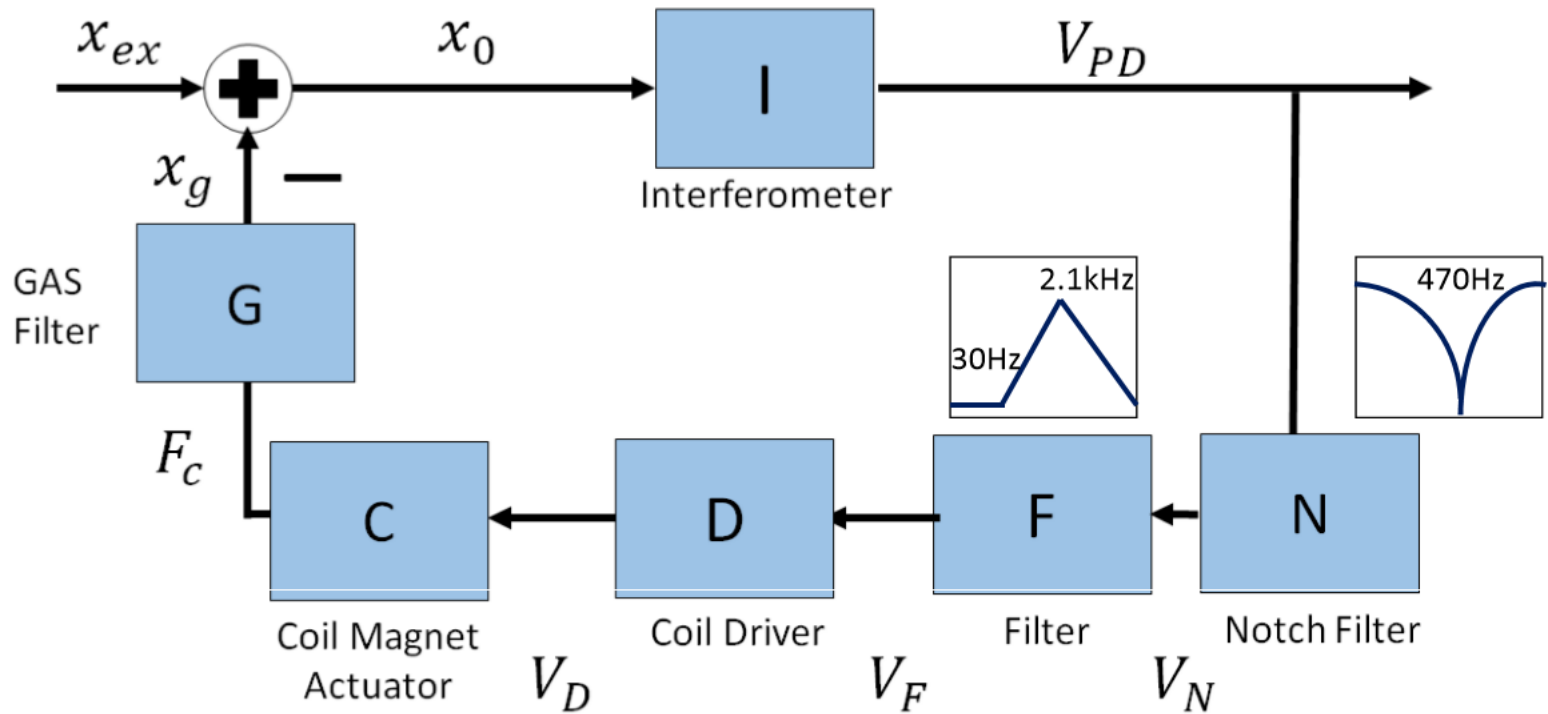 x_ex
x_0
V_PD
I
Interferometer
x_g
−
GAS
Filter
G
2.1kHz
30Hz
470Hz
F_c
C
D
F
N
Coil Magnet
Actuator
Coil Driver
Filter
Notch Filter
V_D
V_F
V_N